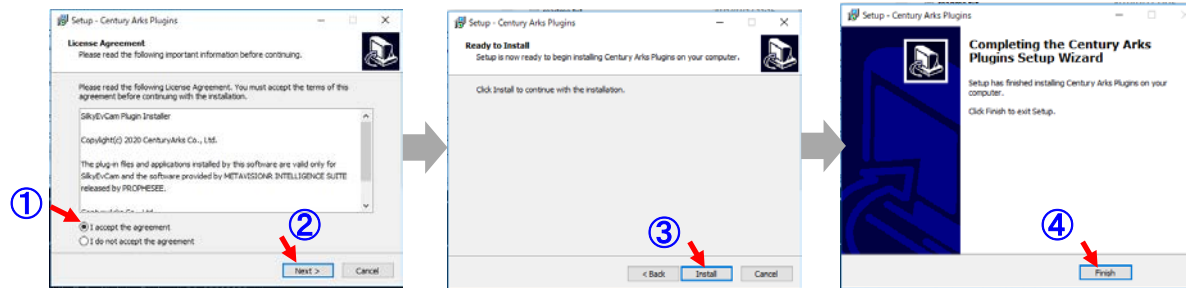 Setup - Century Arks Plugins
License Agreement
Please read the following important information before continuing.
Please read the following License Agreement. You must accept the terms of this
agreement before continuing with the installation.
SilkyEvCam Plugin Installer
Copyright(c) 2020 CenturyArks Co., Ltd.
The plug-in files and applications installed by this software are valid only for
SilkyEvCam and the software provided by METAVISIONR INTELLIGENCE SUITE
released by PROPHESEE.
①
I accept the agreement
I do not accept the agreement
②
Next >
Cancel
Setup - Century Arks Plugins
Ready to Install
Setup is now ready to begin installing Century Arks Plugins on your computer.
Click Install to continue with the installation.
③
< Back
Install
Cancel
Setup - Century Arks Plugins
Completing the Century Arks
Plugins Setup Wizard
Setup has finished installing Century Arks Plugins on your
computer.
Click Finish to exit Setup.
④
Finish